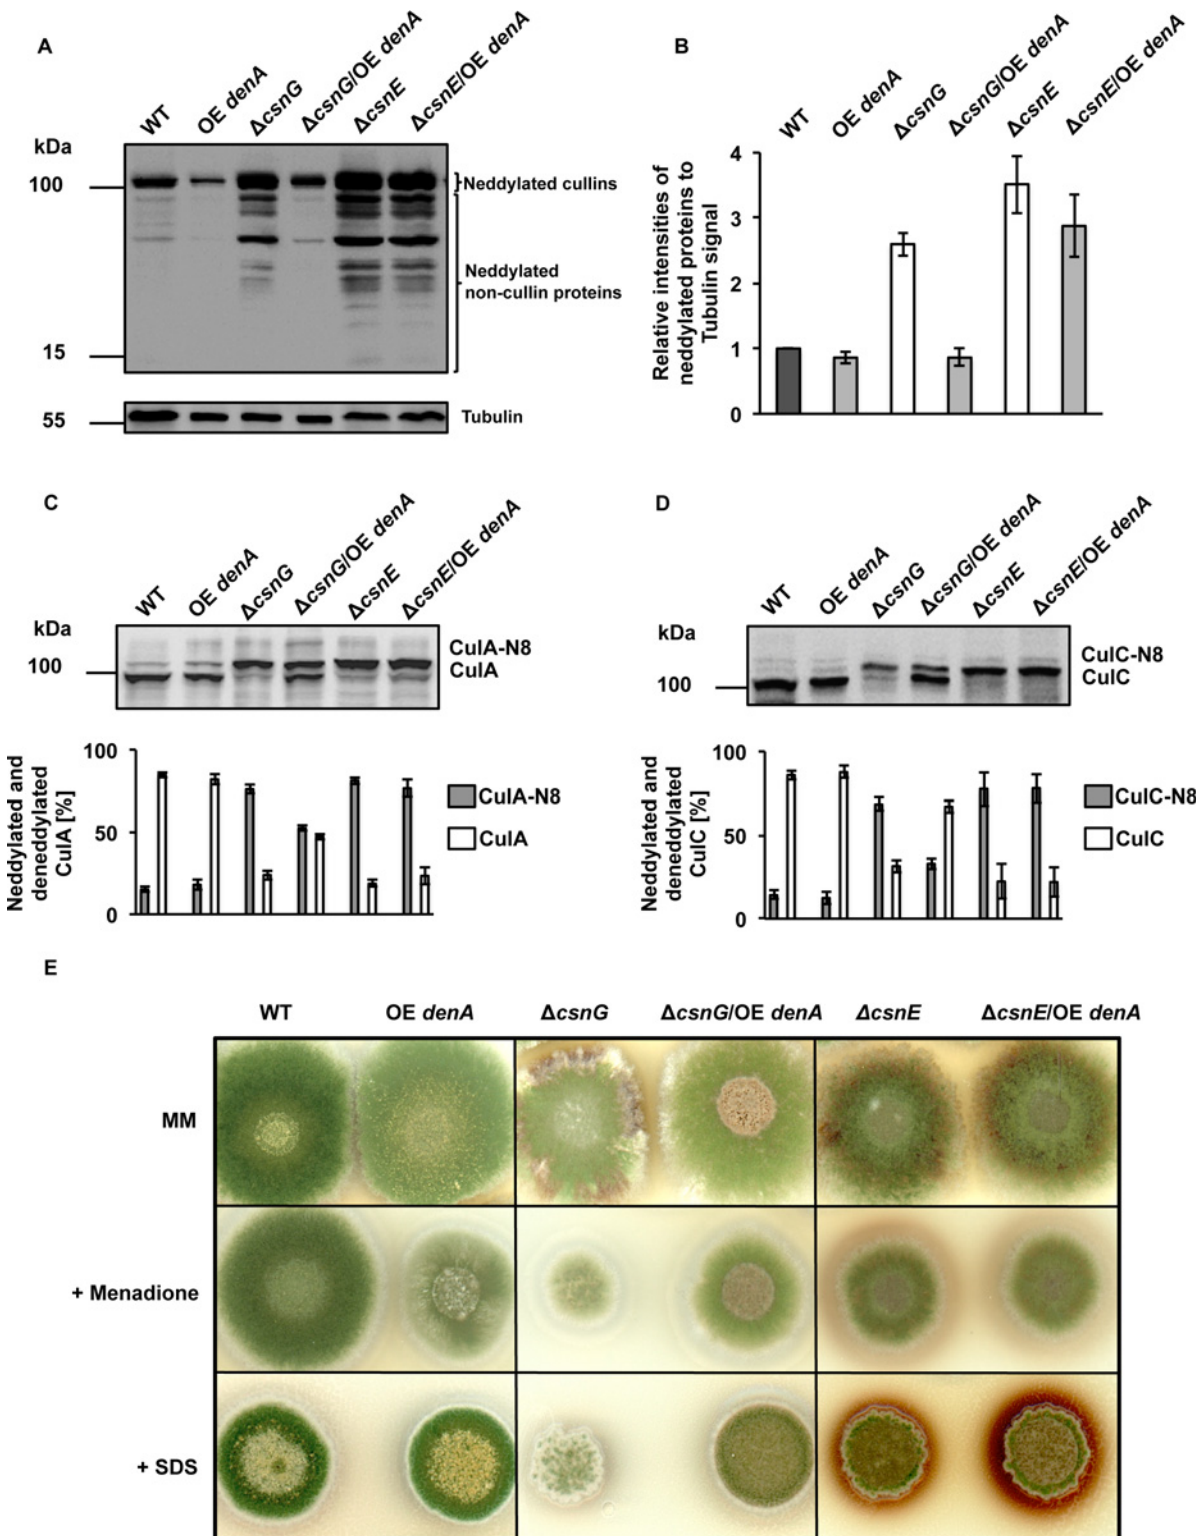 A
WT
OE denA
ΔcsnG
ΔcsnG/OE denA
ΔcsnE
ΔcsnE/OE denA
kDa
100
15
55
Neddylated cullins
Neddylated
non-cullin proteins
Tubulin
B
WT
OE denA
ΔcsnG
ΔcsnG/OE denA
ΔcsnE
ΔcsnE/OE denA
Relative intensities of
neddylated proteins to
Tubulin signal
4
3
2
1
0
C
WT
OE denA
ΔcsnG
ΔcsnG/OE denA
ΔcsnE
ΔcsnE/OE denA
kDa
100
CulA-N8
CulA
Neddylated and
deneddylated
CulA [%]
100
50
0
CulA-N8
CulA
D
WT
OE denA
ΔcsnG
ΔcsnG/OE denA
ΔcsnE
ΔcsnE/OE denA
kDa
100
CulC-N8
CulC
Neddylated and
deneddylated
CulC [%]
100
50
0
CulC-N8
CulC
E
WT OE denA ΔcsnG ΔcsnG/OE denA ΔcsnE ΔcsnE/OE denA
MM
+ Menadione
+ SDS